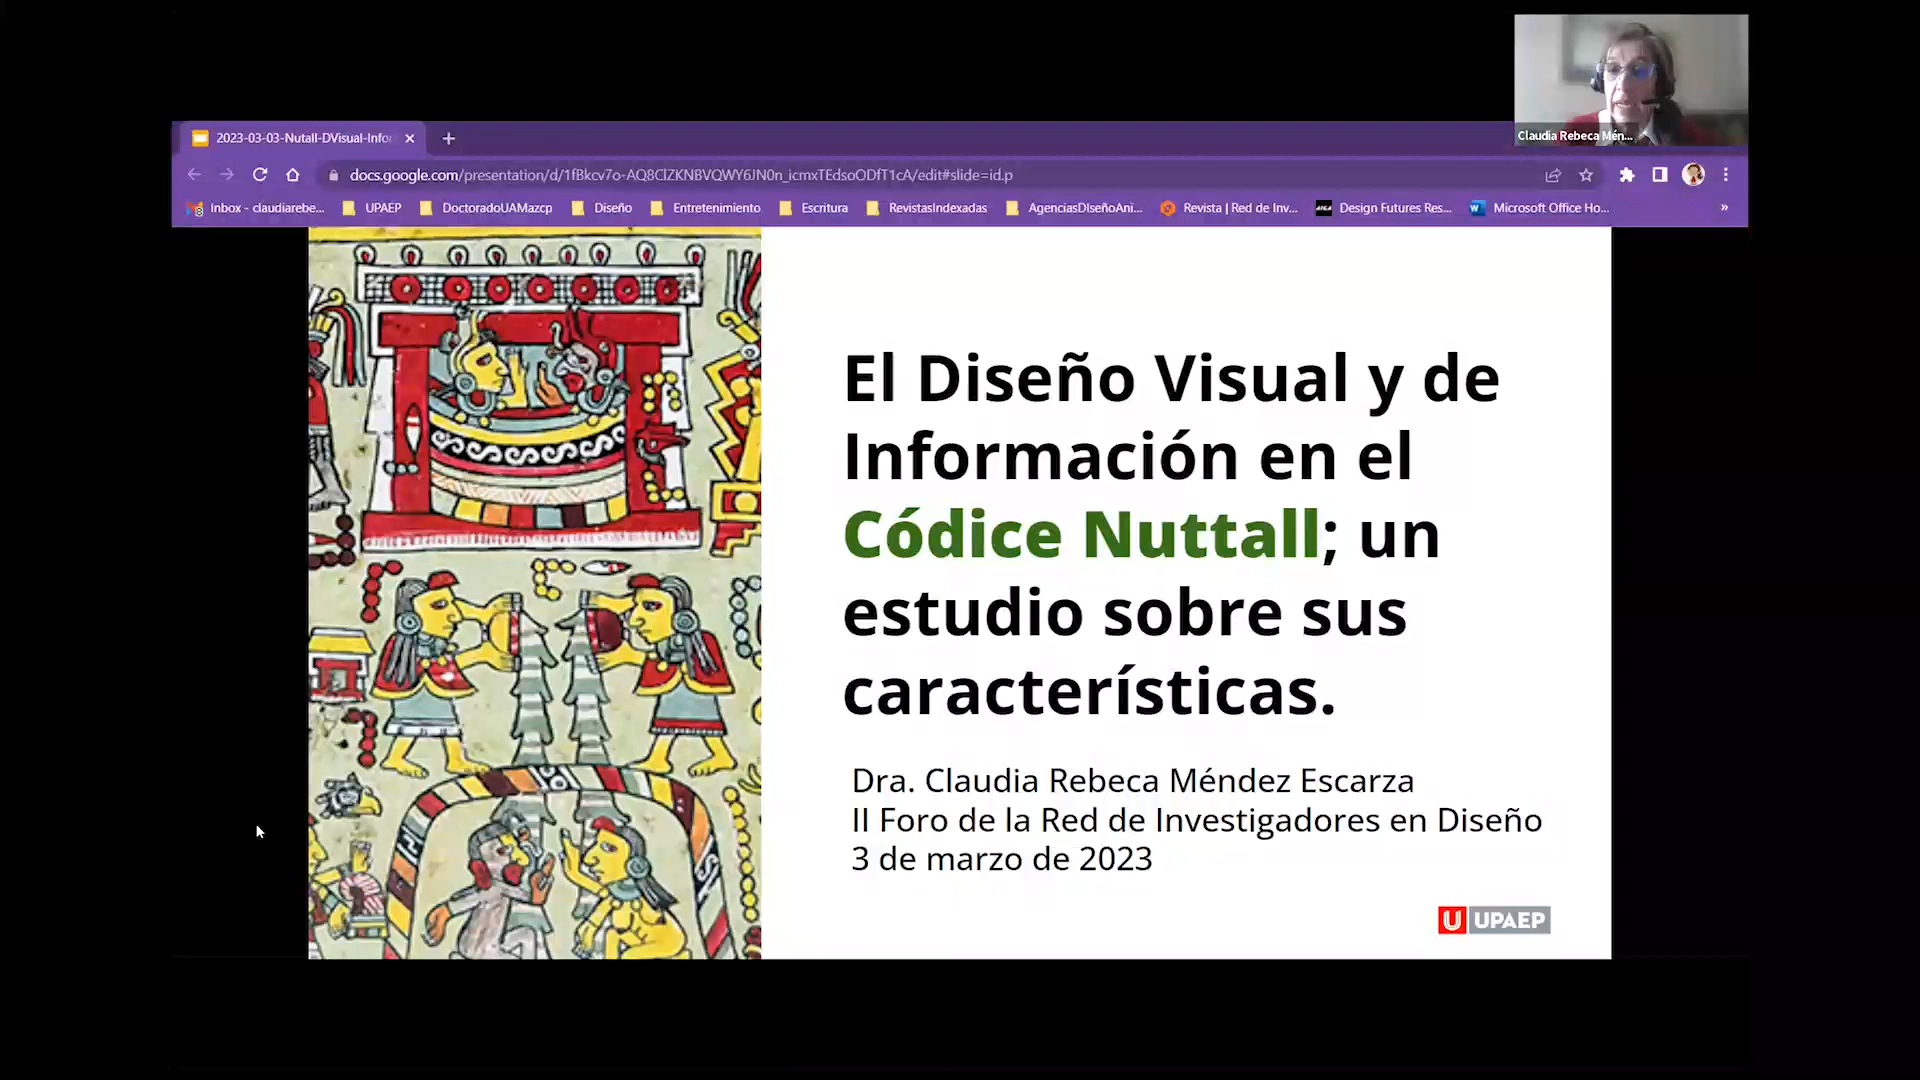 Claudia Rebeca Mén...
2023-03-03-Nutall-DVisual-Info
docs.google.com/presentation/d/1fBkcv7o-AQ8ClZKNBVQWY6JN0n_icmxTEdsoODfT1cA/edit#slide=id.p
Inbox - claudiarebe... UPAEP DoctoradoUAMazcp Diseño Entretenimiento Escritura RevistasIndexadas AgenciasDIseñoAni... Revista | Red de Inv... Design Futures Res... Microsoft Office Ho... »
El Diseño Visual y de
Información en el
Códice Nuttall; un
estudio sobre sus
características.
Dra. Claudia Rebeca Méndez Escarza
II Foro de la Red de Investigadores en Diseño
3 de marzo de 2023
U UPAEP